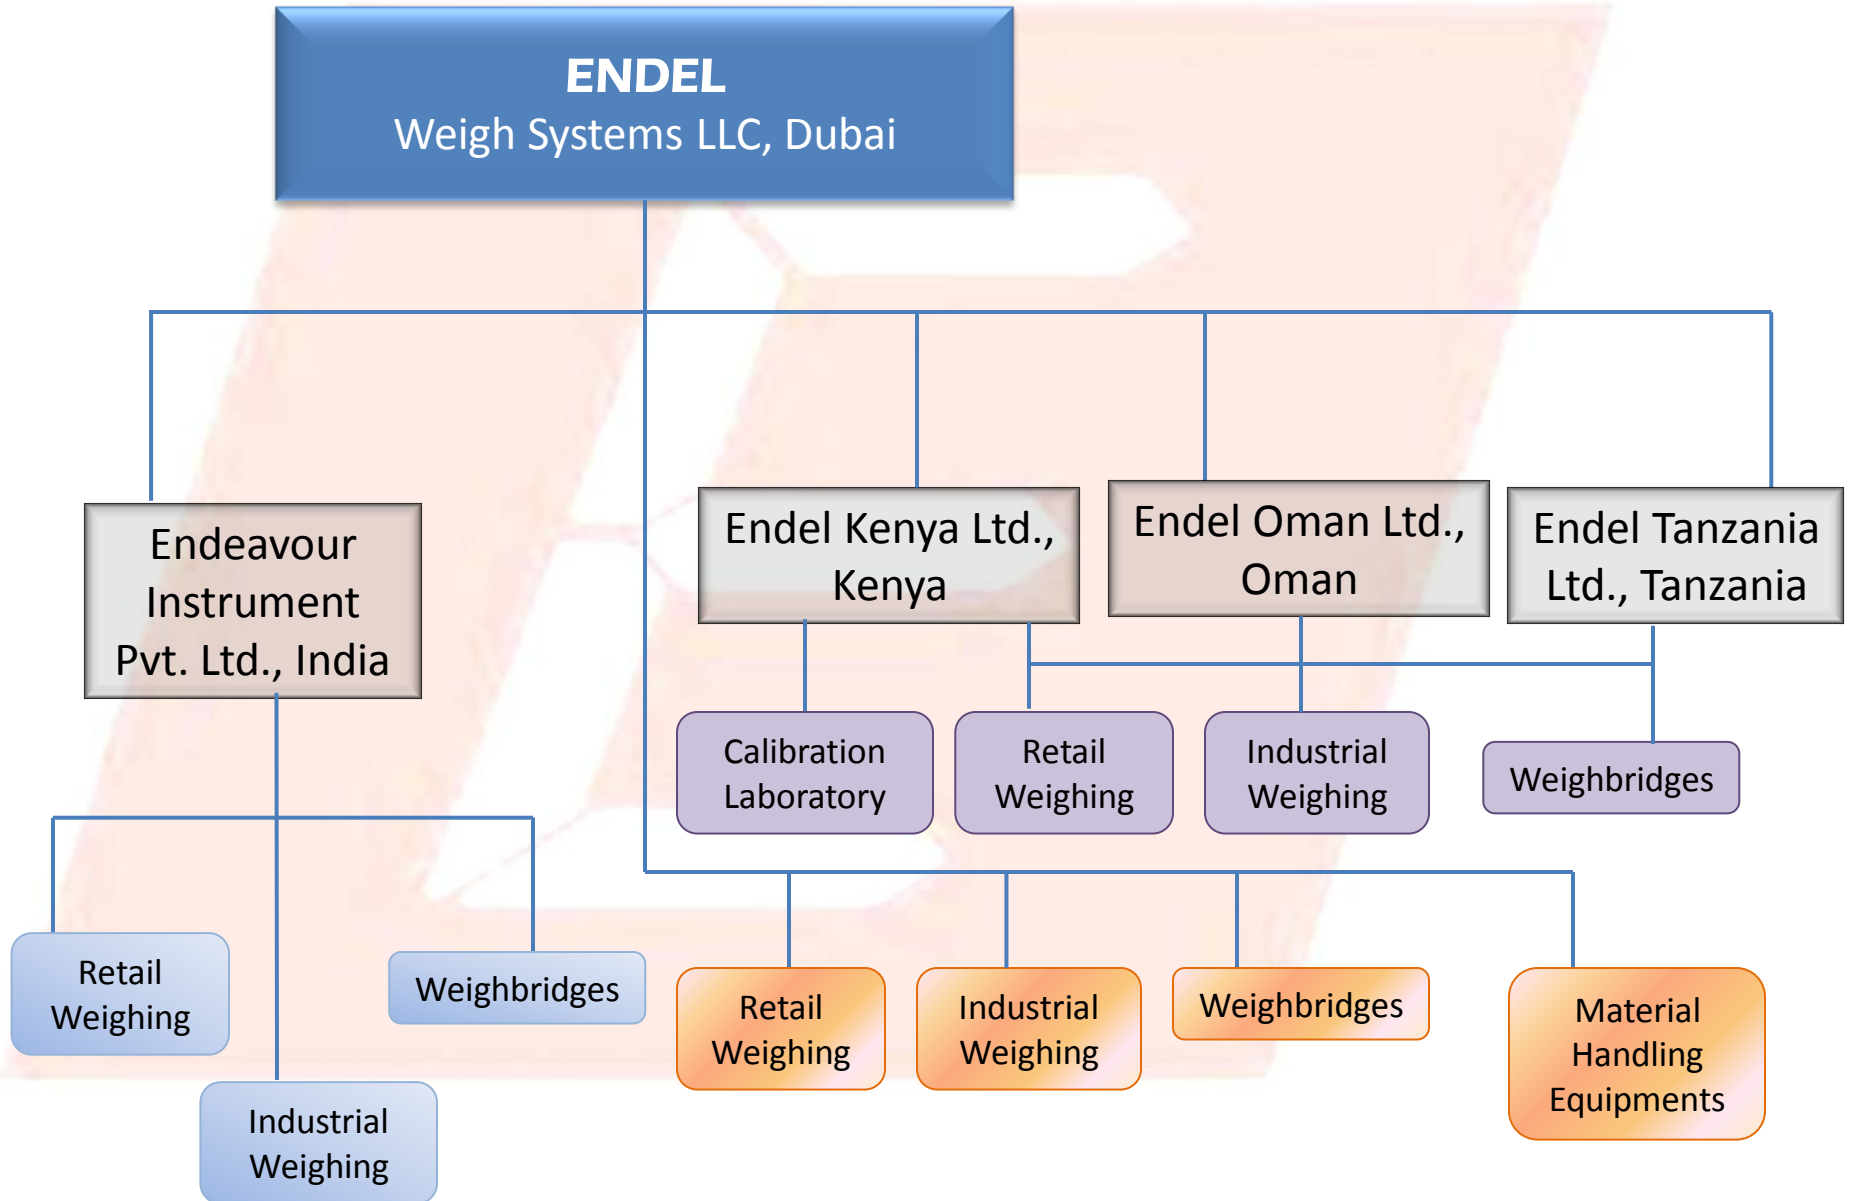 ENDEL
Weigh Systems LLC, Dubai
Endeavour
Instrument
Pvt. Ltd., India
Endel Kenya Ltd.,
Kenya
Endel Oman Ltd.,
Oman
Endel Tanzania
Ltd., Tanzania
Calibration
Laboratory
Retail
Weighing
Industrial
Weighing
Weighbridges
Retail
Weighing
Industrial
Weighing
Weighbridges
Retail
Weighing
Industrial
Weighing
Weighbridges
Material
Handling
Equipments